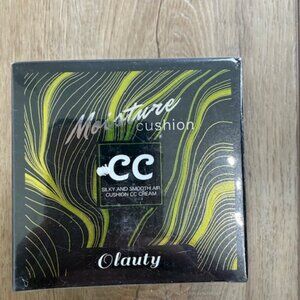 Moisture
cushion
CC
SILKY AND SMOOTH AIR
CUSHION CC CREAM
Olauty